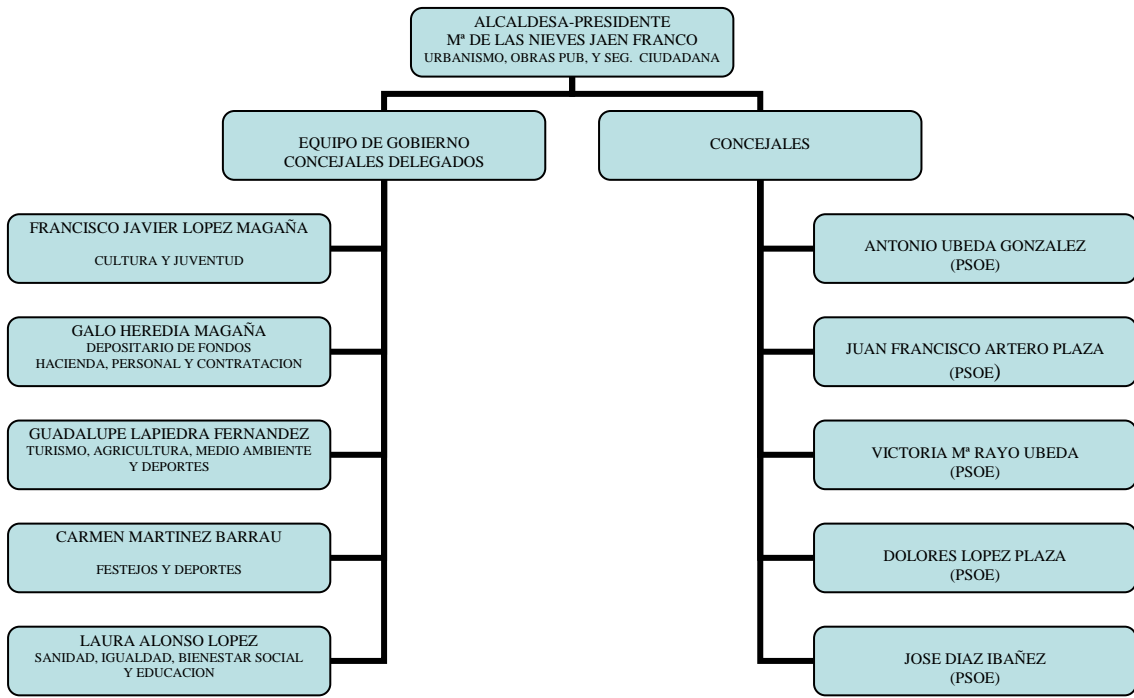 ALCALDESA-PRESIDENTE
Mª DE LAS NIEVES JAEN FRANCO
URBANISMO, OBRAS PUB, Y SEG. CIUDADANA
EQUIPO DE GOBIERNO
CONCEJALES DELEGADOS
CONCEJALES
FRANCISCO JAVIER LOPEZ MAGAÑA
CULTURA Y JUVENTUD
GALO HEREDIA MAGAÑA
DEPOSITARIO DE FONDOS
HACIENDA, PERSONAL Y CONTRATACION
GUADALUPE LAPIEDRA FERNANDEZ
TURISMO, AGRICULTURA, MEDIO AMBIENTE
Y DEPORTES
CARMEN MARTINEZ BARRAU
FESTEJOS Y DEPORTES
LAURA ALONSO LOPEZ
SANIDAD, IGUALDAD, BIENESTAR SOCIAL
Y EDUCACION
ANTONIO UBEDA GONZALEZ
(PSOE)
JUAN FRANCISCO ARTERO PLAZA
(PSOE)
VICTORIA Mª RAYO UBEDA
(PSOE)
DOLORES LOPEZ PLAZA
(PSOE)
JOSE DIAZ IBAÑEZ
(PSOE)